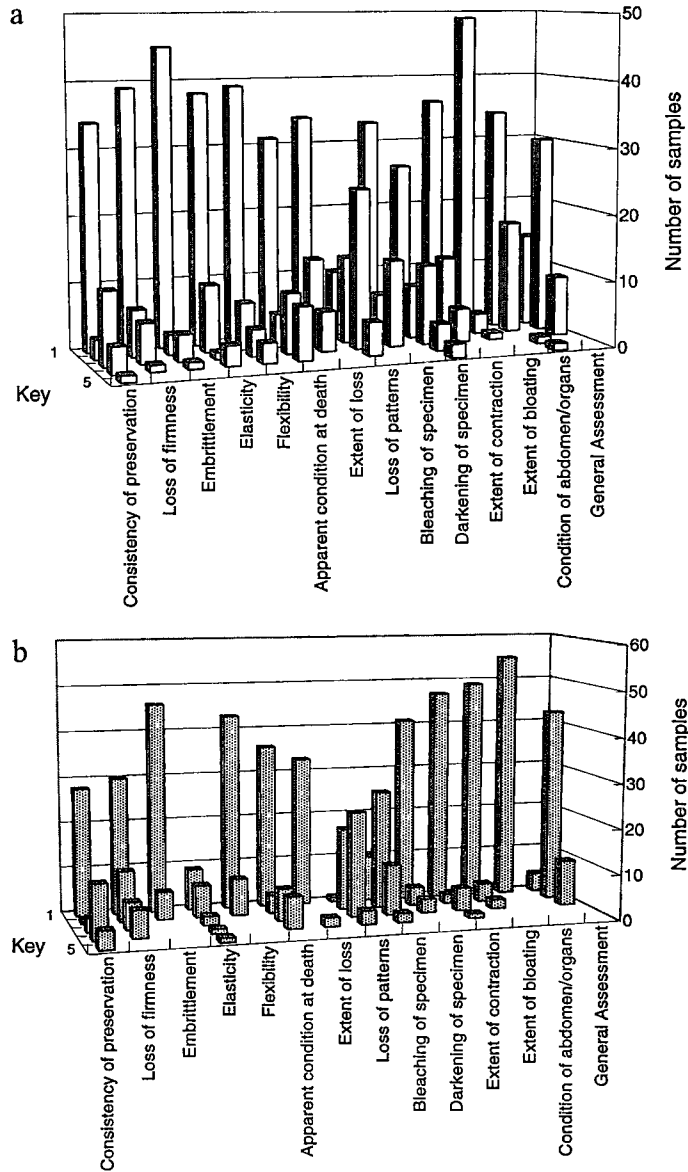 a
50
40
30
20
10
0
Number of samples
1
5
Key
Consistency of preservation
Loss of firmness
Embrittlement
Elasticity
Flexibility
Apparent condition at death
Extent of loss
Loss of patterns
Bleaching of specimen
Darkening of specimen
Extent of contraction
Extent of bloating
Condition of abdomen/organs
General Assessment
b
60
50
40
30
20
10
0
Number of samples
1
5
Key
Consistency of preservation
Loss of firmness
Embrittlement
Elasticity
Flexibility
Apparent condition at death
Extent of loss
Loss of patterns
Bleaching of specimen
Darkening of specimen
Extent of contraction
Extent of bloating
Condition of abdomen/organs
General Assessment